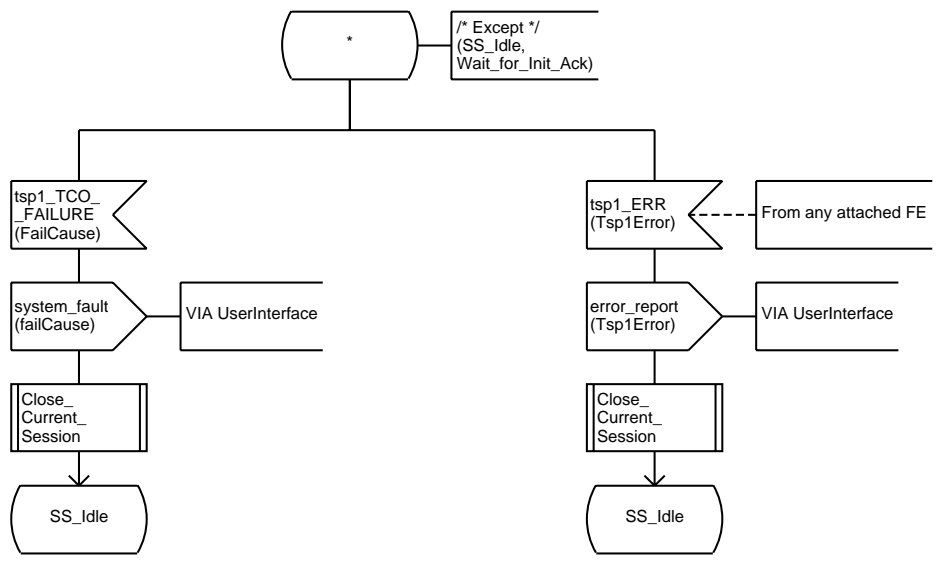 *
/* Except */
(SS_Idle,
Wait_for_Init_Ack)
tsp1_TCO_
_FAILURE
(FailCause)
tsp1_ERR
(Tsp1Error)
From any attached FE
system_fault
(failCause)
VIA UserInterface
error_report
(Tsp1Error)
VIA UserInterface
Close_
Current_
Session
Close_
Current_
Session
SS_Idle
SS_Idle